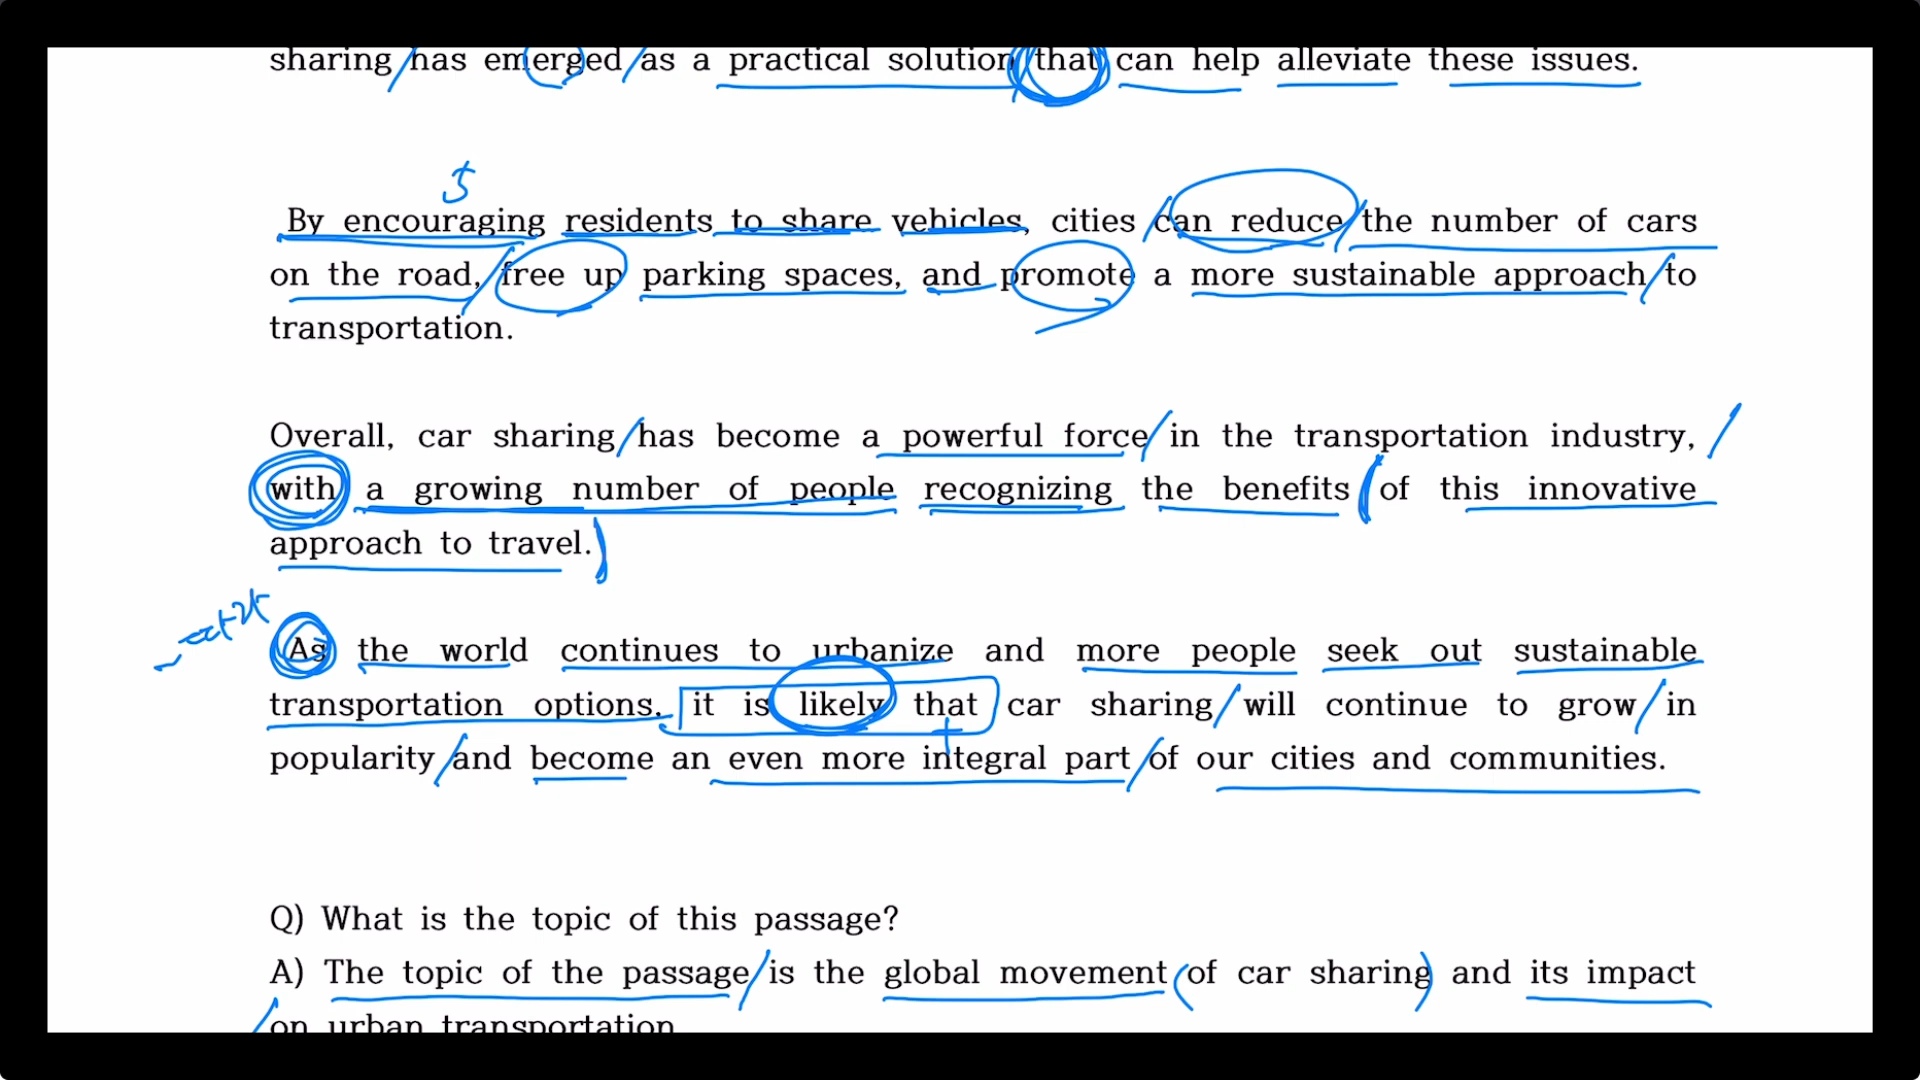 sharing has emerged as a practical solution that can help alleviate these issues.
By encouraging residents to share vehicles, cities can reduce the number of cars
on the road, free up parking spaces, and promote a more sustainable approach to
transportation.
Overall, car sharing has become a powerful force in the transportation industry,
with a growing number of people recognizing the benefits of this innovative
approach to travel.
As the world continues to urbanize and more people seek out sustainable
transportation options, it is likely that car sharing will continue to grow in
popularity and become an even more integral part of our cities and communities.
Q) What is the topic of this passage?
A) The topic of the passage is the global movement of car sharing and its impact
on urban transportation